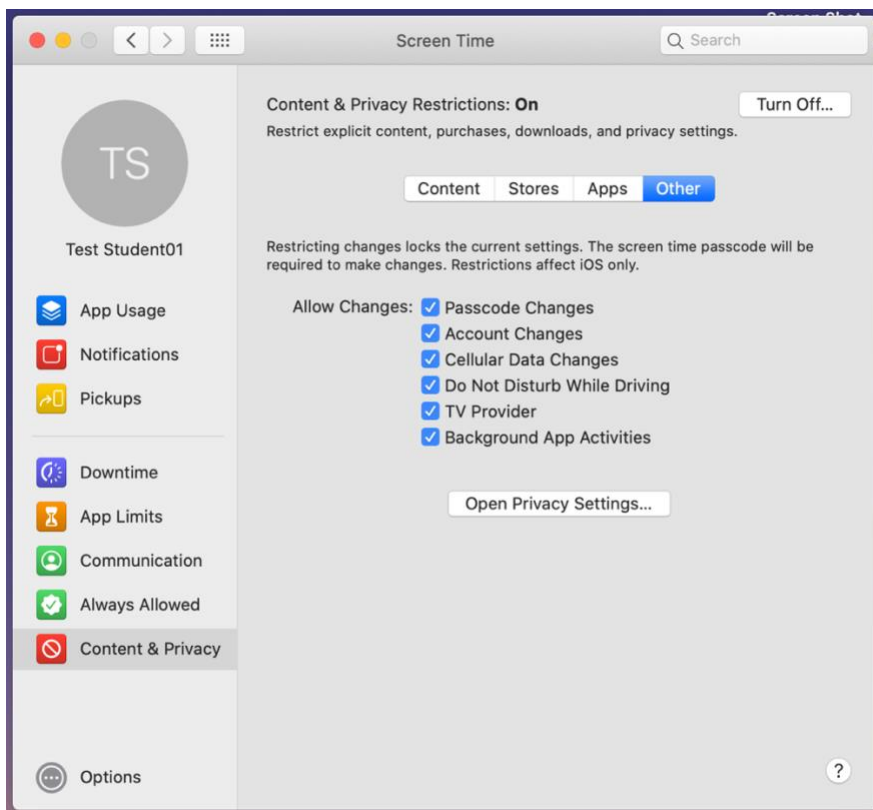 Screen Time
Search
TS
Test Student01
App Usage
Notifications
Pickups
Downtime
App Limits
Communication
Always Allowed
Content & Privacy
Options
Content & Privacy Restrictions: On
Turn Off...
Restrict explicit content, purchases, downloads, and privacy settings.
Content Stores Apps Other
Restricting changes locks the current settings. The screen time passcode will be
required to make changes. Restrictions affect iOS only.
Allow Changes: Passcode Changes
Account Changes
Cellular Data Changes
Do Not Disturb While Driving
TV Provider
Background App Activities
Open Privacy Settings...
?